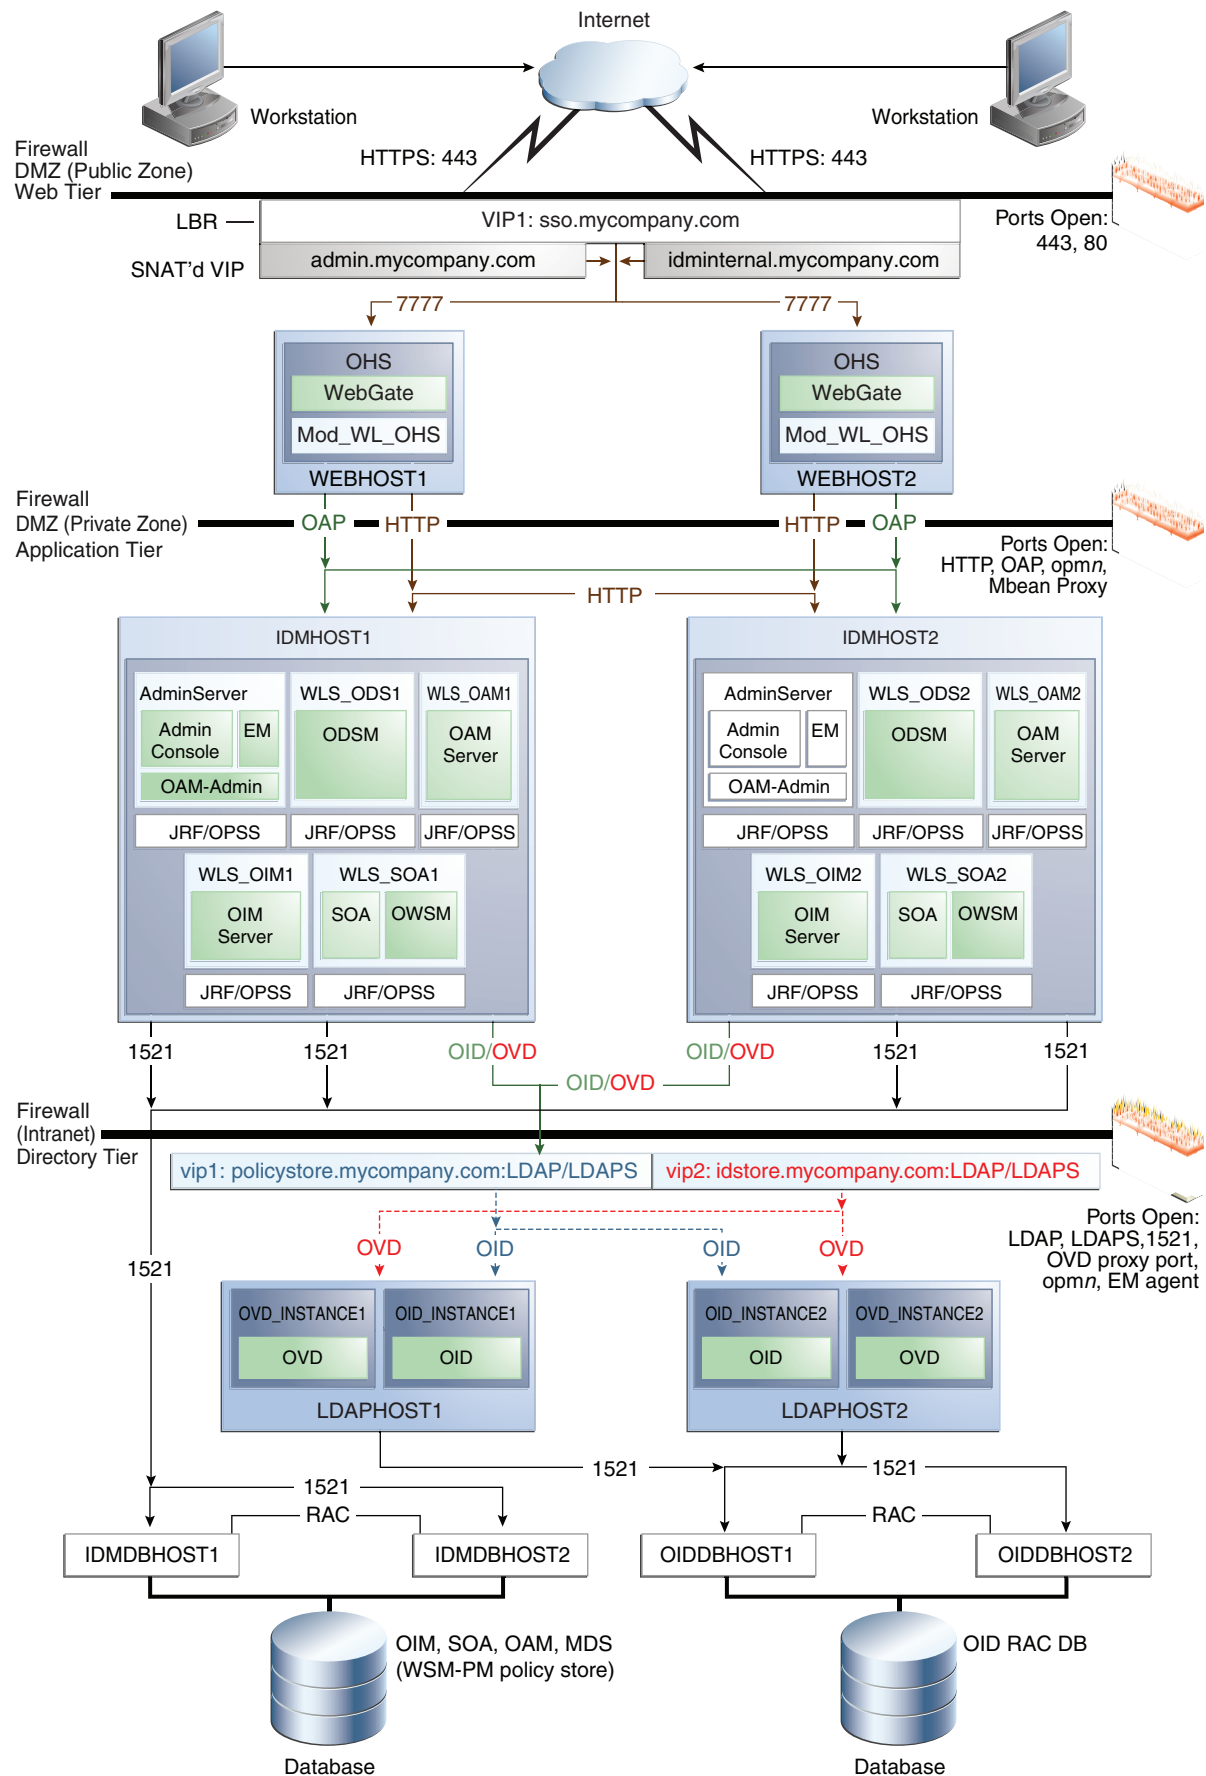 Internet
Workstation
Workstation
HTTPS: 443
HTTPS: 443
Firewall
DMZ (Public Zone)
Web Tier
Ports Open:
443, 80
LBR
VIP1: sso.mycompany.com
SNAT'd VIP
admin.mycompany.com
idminternal.mycompany.com
7777
7777
OHS
WebGate
Mod_WL_OHS
WEBHOST1
OHS
WebGate
Mod_WL_OHS
WEBHOST2
Firewall
DMZ (Private Zone)
Application Tier
OAP
HTTP
HTTP
OAP
Ports Open:
HTTP, OAP, opmn,
Mbean Proxy
HTTP
IDMHOST1
AdminServer
Admin
Console
EM
OAM-Admin
WLS_ODS1
ODSM
WLS_OAM1
OAM
Server
JRF/OPSS
JRF/OPSS
JRF/OPSS
WLS_OIM1
OIM
Server
WLS_SOA1
SOA
OWSM
JRF/OPSS
JRF/OPSS
IDMHOST2
AdminServer
Admin
Console
EM
OAM-Admin
WLS_ODS2
ODSM
WLS_OAM2
OAM
Server
JRF/OPSS
JRF/OPSS
JRF/OPSS
WLS_OIM2
OIM
Server
WLS_SOA2
SOA
OWSM
JRF/OPSS
JRF/OPSS
1521
1521
OID/OVD
OID/OVD
1521
1521
OID/OVD
Firewall
(Intranet)
Directory Tier
vip1: policystore.mycompany.com:LDAP/LDAPS
vip2: idstore.mycompany.com:LDAP/LDAPS
Ports Open:
LDAP, LDAPS,1521,
OVD proxy port,
opmn, EM agent
OVD
OID
OID
OVD
1521
OVD_INSTANCE1
OVD
OID_INSTANCE1
OID
LDAPHOST1
OID_INSTANCE2
OID
OVD_INSTANCE2
OVD
LDAPHOST2
1521
1521
1521
RAC
RAC
IDMDBHOST1
IDMDBHOST2
OIDDBHOST1
OIDDBHOST2
OIM, SOA, OAM, MDS
(WSM-PM policy store)
OID RAC DB
Database
Database